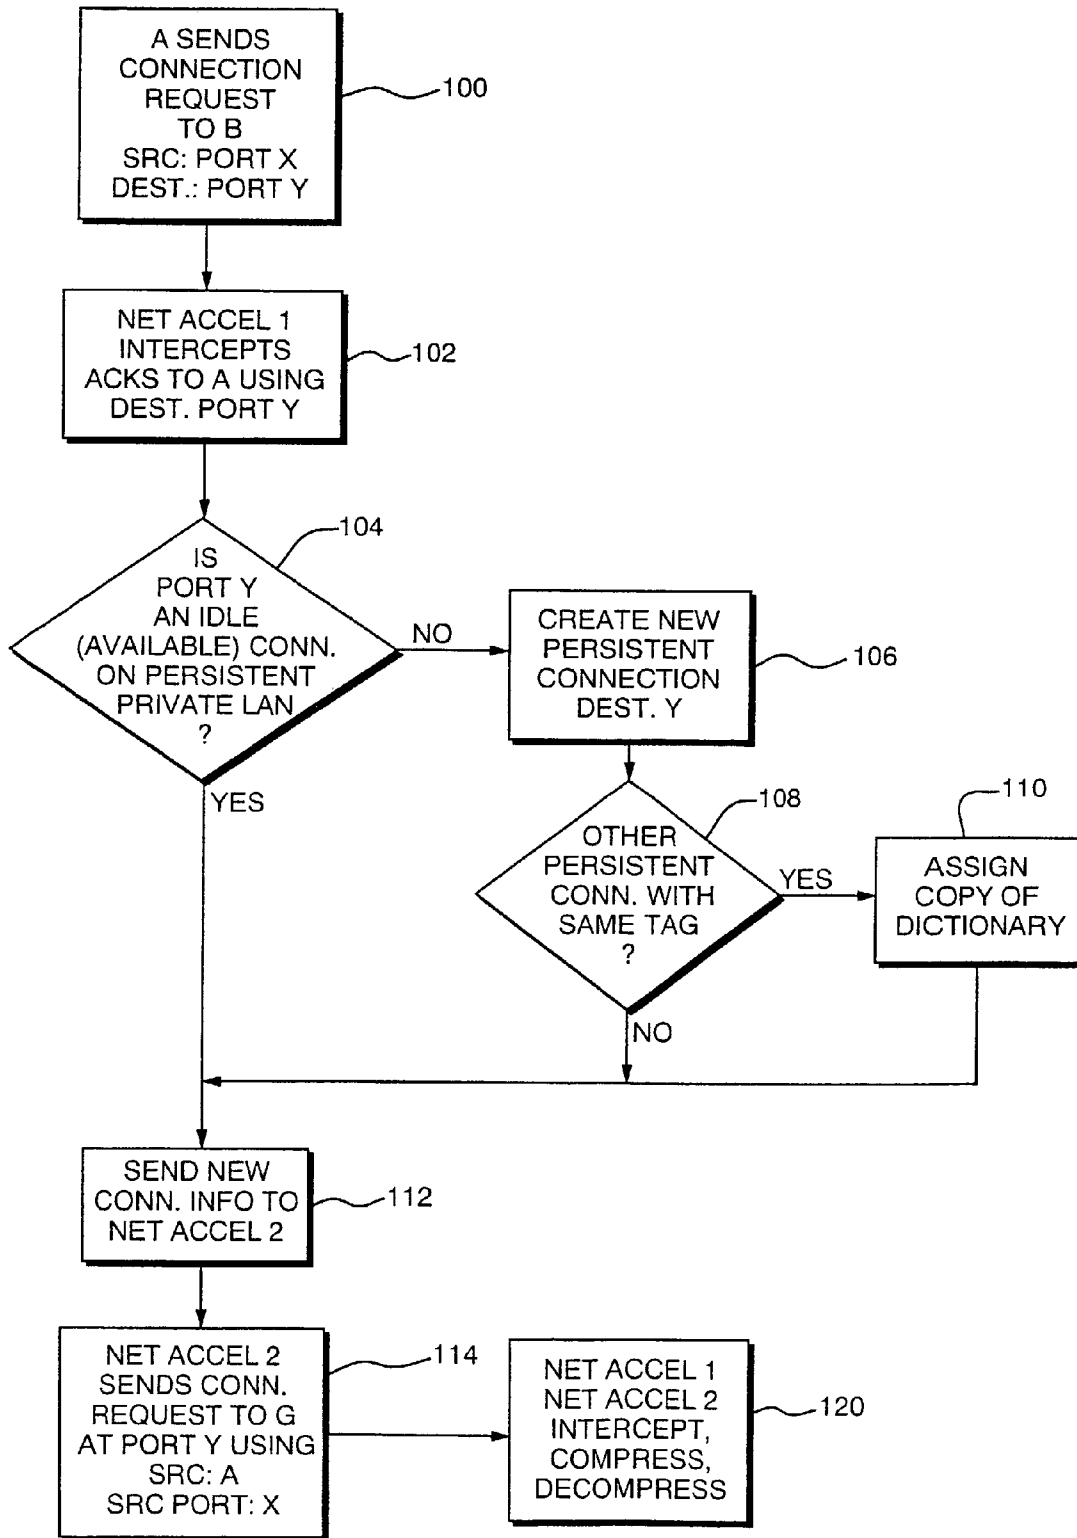 A SENDS
CONNECTION
REQUEST
TO B
SRC: PORT X
DEST.: PORT Y
100
NET ACCEL 1
INTERCEPTS
ACKS TO A USING
DEST. PORT Y
102
IS
PORT Y
AN IDLE
(AVAILABLE) CONN.
ON PERSISTENT
PRIVATE LAN
?
104
NO
YES
CREATE NEW
PERSISTENT
CONNECTION
DEST. Y
106
OTHER
PERSISTENT
CONN. WITH
SAME TAG
?
108
YES
NO
ASSIGN
COPY OF
DICTIONARY
110
SEND NEW
CONN. INFO TO
NET ACCEL 2
112
NET ACCEL 2
SENDS CONN.
REQUEST TO G
AT PORT Y USING
SRC: A
SRC PORT: X
114
NET ACCEL 1
NET ACCEL 2
INTERCEPT,
COMPRESS,
DECOMPRESS
120